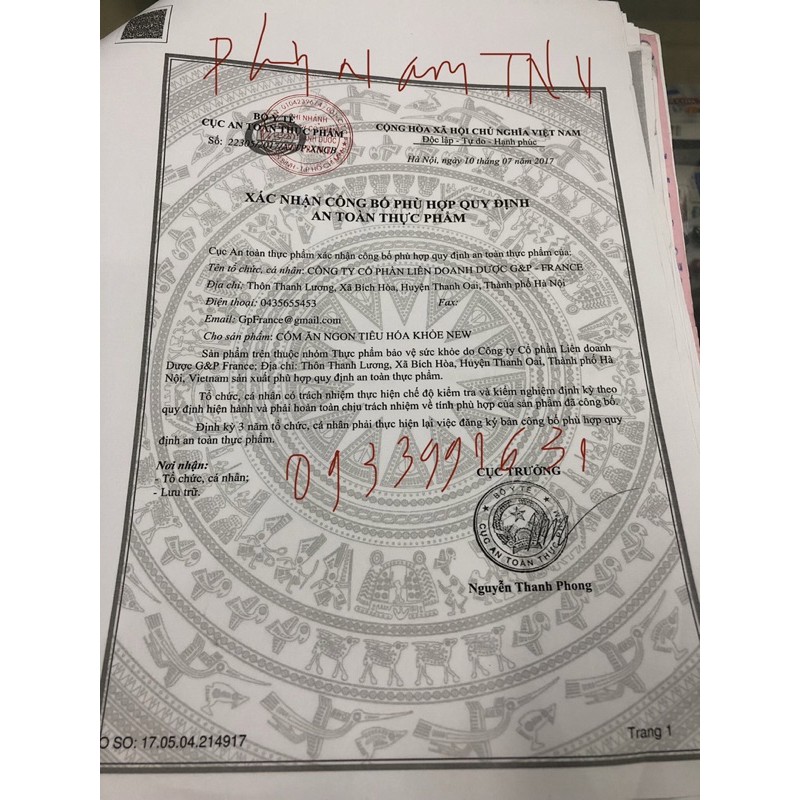 Phy Nam TNV
BỘ Y TẾ
CỤC AN TOÀN THỰC PHẨM
Số:
CỘNG HÒA XÃ HỘI CHỦ NGHĨA VIỆT NAM
Độc lập - Tự do - Hạnh phúc
Hà Nội, ngày 10 tháng 07 năm 2017
XÁC NHẬN CÔNG BỐ PHÙ HỢP QUY ĐỊNH
AN TOÀN THỰC PHẨM
Cục An toàn thực phẩm xác nhận công bố phù hợp quy định an toàn thực phẩm của:
Tên tổ chức, cá nhân: CÔNG TY CỔ PHẦN LIÊN DOANH DƯỢC G&P - FRANCE
Địa chỉ: Thôn Thanh Lương, Xã Bích Hòa, Huyện Thanh Oai, Thành phố Hà Nội
Điện thoại: 0435655453 Fax:
Email: GpFrance@gmail.com
Cho sản phẩm: CỐM ĂN NGON TIÊU HÓA KHỎE NEW
Sản phẩm trên thuộc nhóm Thực phẩm bảo vệ sức khỏe do Công ty Cổ phần Liên doanh
Dược G&P France; Địa chỉ: Thôn Thanh Lương, Xã Bích Hòa, Huyện Thanh Oai, Thành phố Hà
Nội, Vietnam sản xuất phù hợp quy định an toàn thực phẩm.
Tổ chức, cá nhân có trách nhiệm thực hiện chế độ kiểm tra và kiểm nghiệm định kỳ theo
quy định hiện hành và phải hoàn toàn chịu trách nhiệm về tính phù hợp của sản phẩm đã công bố.
Định kỳ 3 năm tổ chức, cá nhân phải thực hiện lại việc đăng ký bản công bố phù hợp quy
định an toàn thực phẩm.
0933991631
Nơi nhận:
- Tổ chức, cá nhân;
- Lưu trữ.
CỤC TRƯỞNG
BỘ Y TẾ
CỤC AN TOÀN THỰC PHẨM
Nguyễn Thanh Phong
O SO: 17.05.04.214917
Trang 1